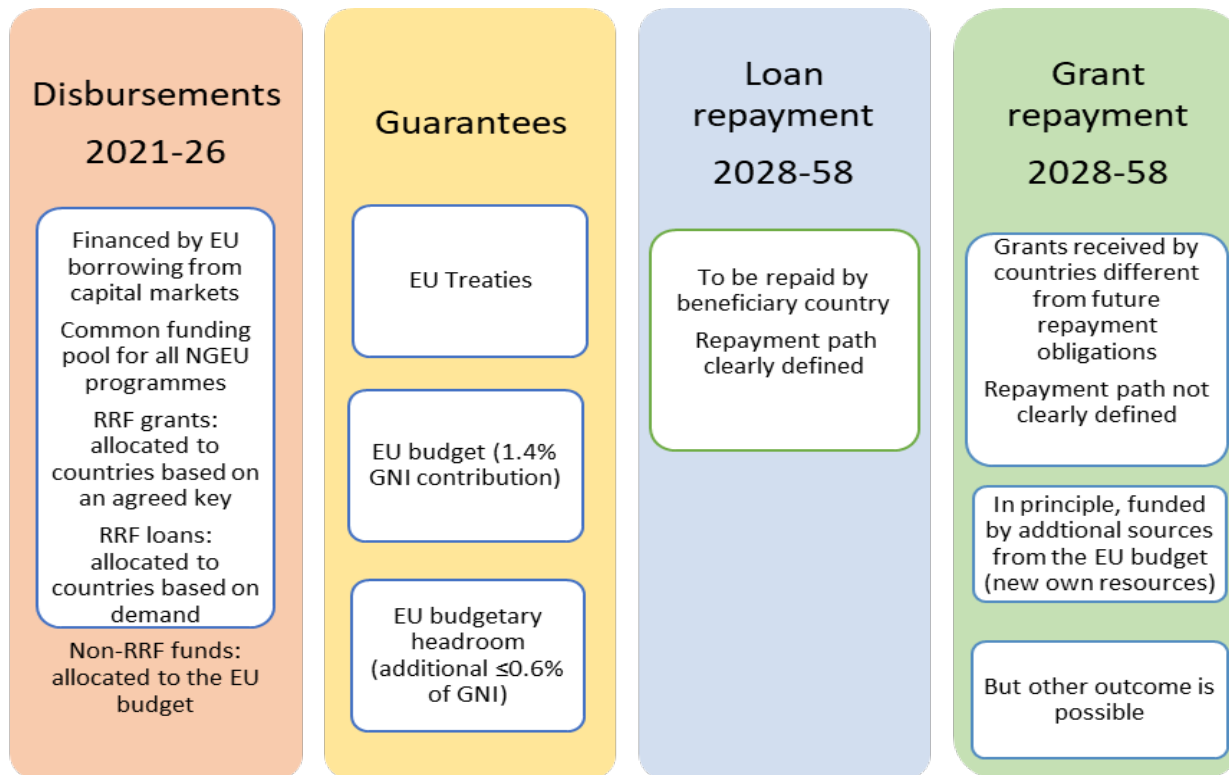 Disbursements
2021-26
Financed by EU
borrowing from
capital markets
Common funding
pool for all NGEU
programmes
RRF grants:
allocated to
countries based on
an agreed key
RRF loans:
allocated to
countries based on
demand
Non-RRF funds:
allocated to the EU
budget
Guarantees
EU Treaties
EU budget (1.4%
GNI contribution)
EU budgetary
headroom
(additional ≤0.6%
of GNI)
Loan
repayment
2028-58
To be repaid by
beneficiary country
Repayment path
clearly defined
Grant
repayment
2028-58
Grants received by
countries different
from future
repayment
obligations
Repayment path not
clearly defined
In principle, funded
by addtional sources
from the EU budget
(new own resources)
But other outcome is
possible